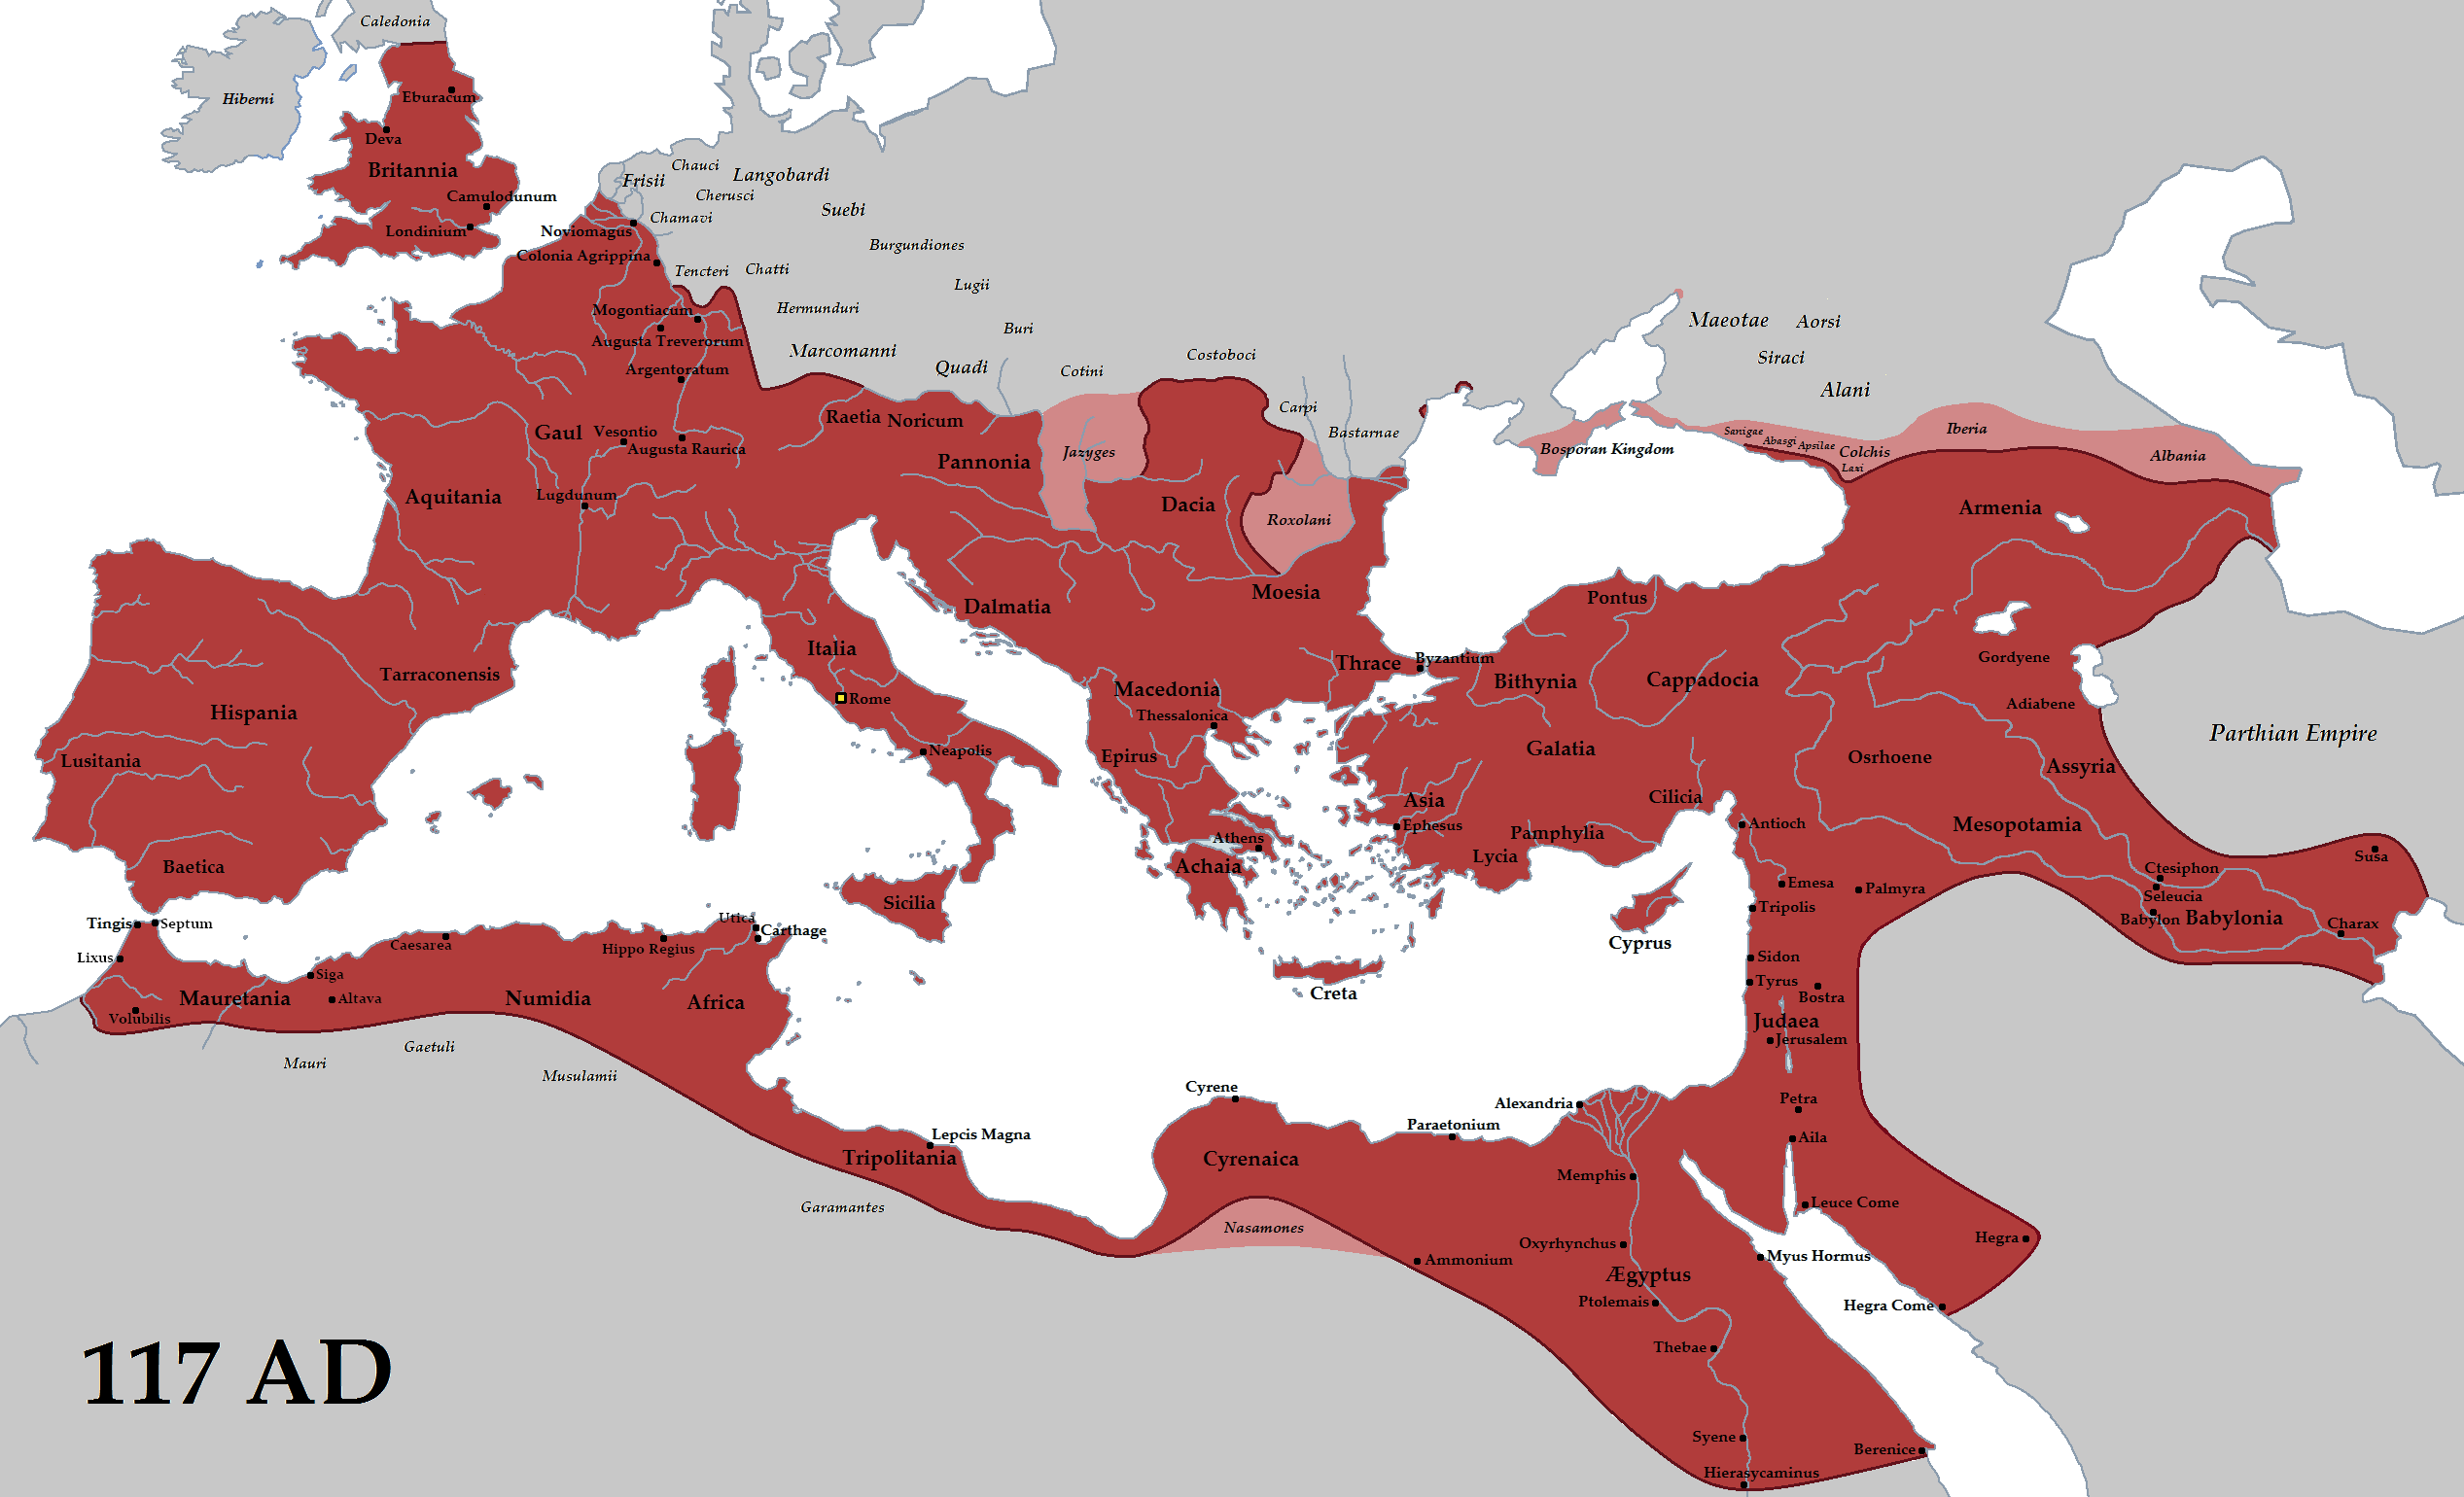 Caledonia
Hiberni
Eburacum
Deva
Britannia
Camulodunum
Londinium
Frisii
Chauci
Langobardi
Cherusci
Chamavi
Suebi
Noviomagus
Colonia Agrippina
Burgundiones
Tencteri
Chatti
Lugii
Mogontiacum
Hermunduri
Buri
Augusta Treverorum
Marcomanni
Quadi
Argentoratum
Cotini
Costoboci
Carpi
Bastarnae
Maeotae
Aorsi
Siraci
Alani
Raetia
Noricum
Gaul
Vesontio
Augusta Raurica
Pannonia
Jazyges
Bosporan Kingdom
Sanigae
Abasgi
Apsilae
Colchis
Laxi
Iberia
Albania
Aquitania
Lugdunum
Dacia
Roxolani
Armenia
Dalmatia
Moesia
Pontus
Italia
Tarraconensis
Thrace
Byzantium
Gordyene
Rome
Macedonia
Bithynia
Cappadocia
Adiabene
Hispania
Thessalonica
Parthian Empire
Lusitania
Neapolis
Epirus
Galatia
Osrhoene
Assyria
Asia
Cilicia
Ephesus
Antioch
Mesopotamia
Athens
Pamphylia
Baetica
Achaia
Lycia
Susa
Ctesiphon
Emesa
Palmyra
Seleucia
Sicilia
Tripolis
Babylon
Babylonia
Charax
Tingis
Septum
Utica
Carthage
Caesarea
Hippo Regius
Cyprus
Lixus
Siga
Sidon
Creta
Tyrus
Bostra
Mauretania
Altava
Numidia
Africa
Volubilis
Judaea
Jerusalem
Mauri
Gaetuli
Musulamii
Cyrene
Alexandria
Petra
Paraetonium
Lepcis Magna
Aila
Tripolitania
Cyrenaica
Memphis
Garamantes
Leuce Come
Nasamones
Hegra
Oxyrhynchus
Ammonium
Myus Hormus
Ægyptus
Ptolemais
Hegra Come
Thebae
117 AD
Syene
Berenice
Hierasycaminus